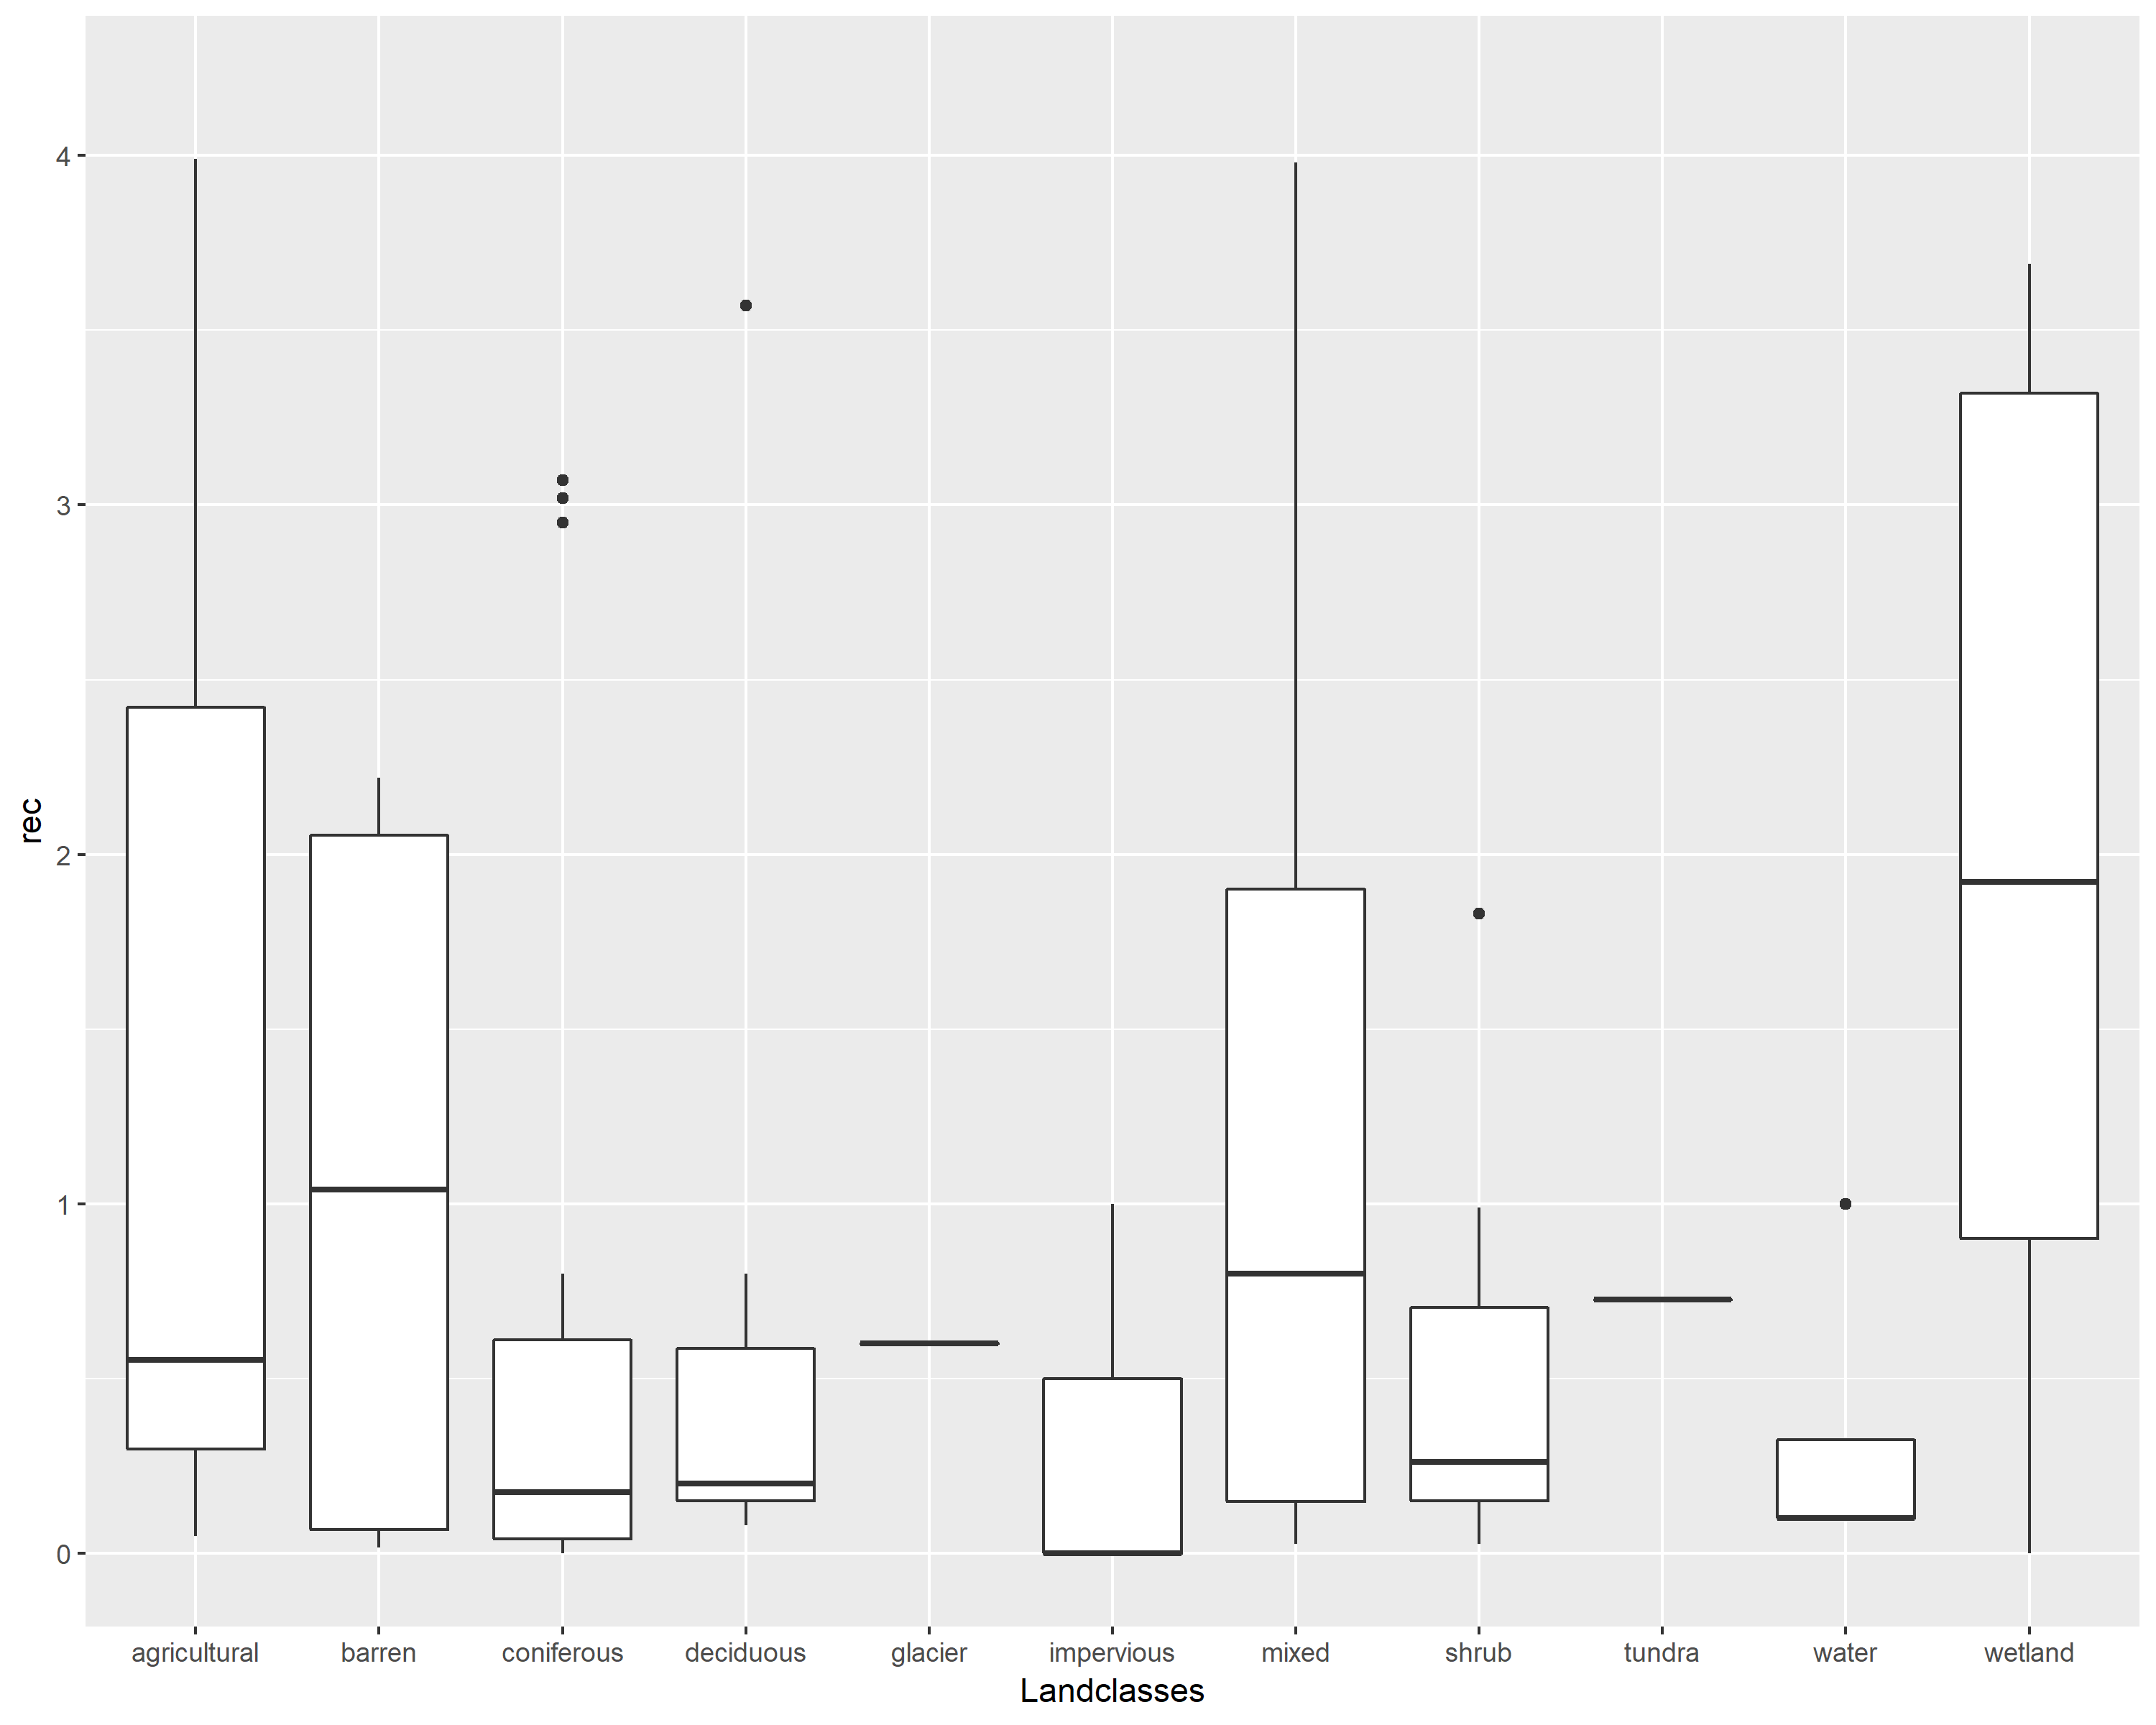 4
3
2
1
0
rec
agricultural barren coniferous deciduous glacier impervious mixed shrub tundra water wetland
Landclasses